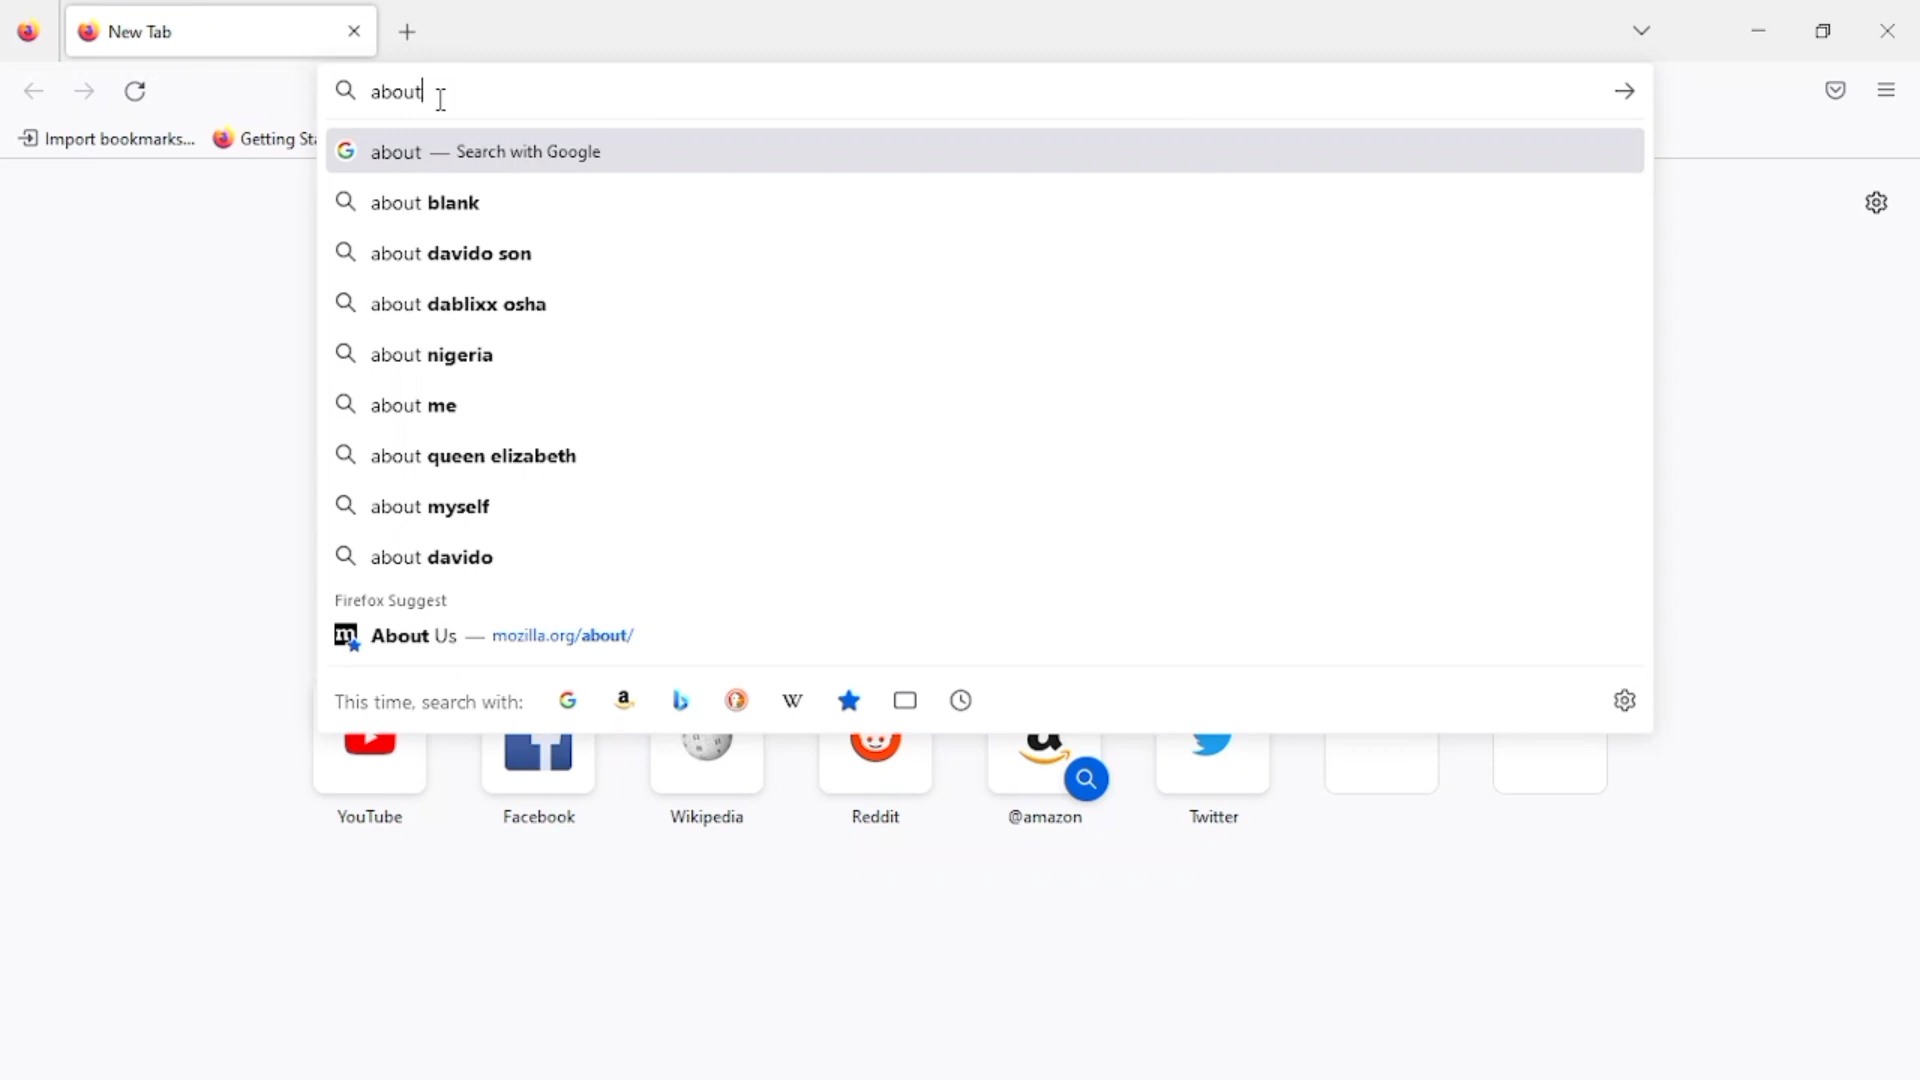 New Tab
about
Import bookmarks...
Getting Sta
about — Search with Google
about blank
about davido son
about dablixx osha
about nigeria
about me
about queen elizabeth
about myself
about davido
Firefox Suggest
About Us — mozilla.org/about/
This time, search with:
YouTube
Facebook
Wikipedia
Reddit
@amazon
Twitter